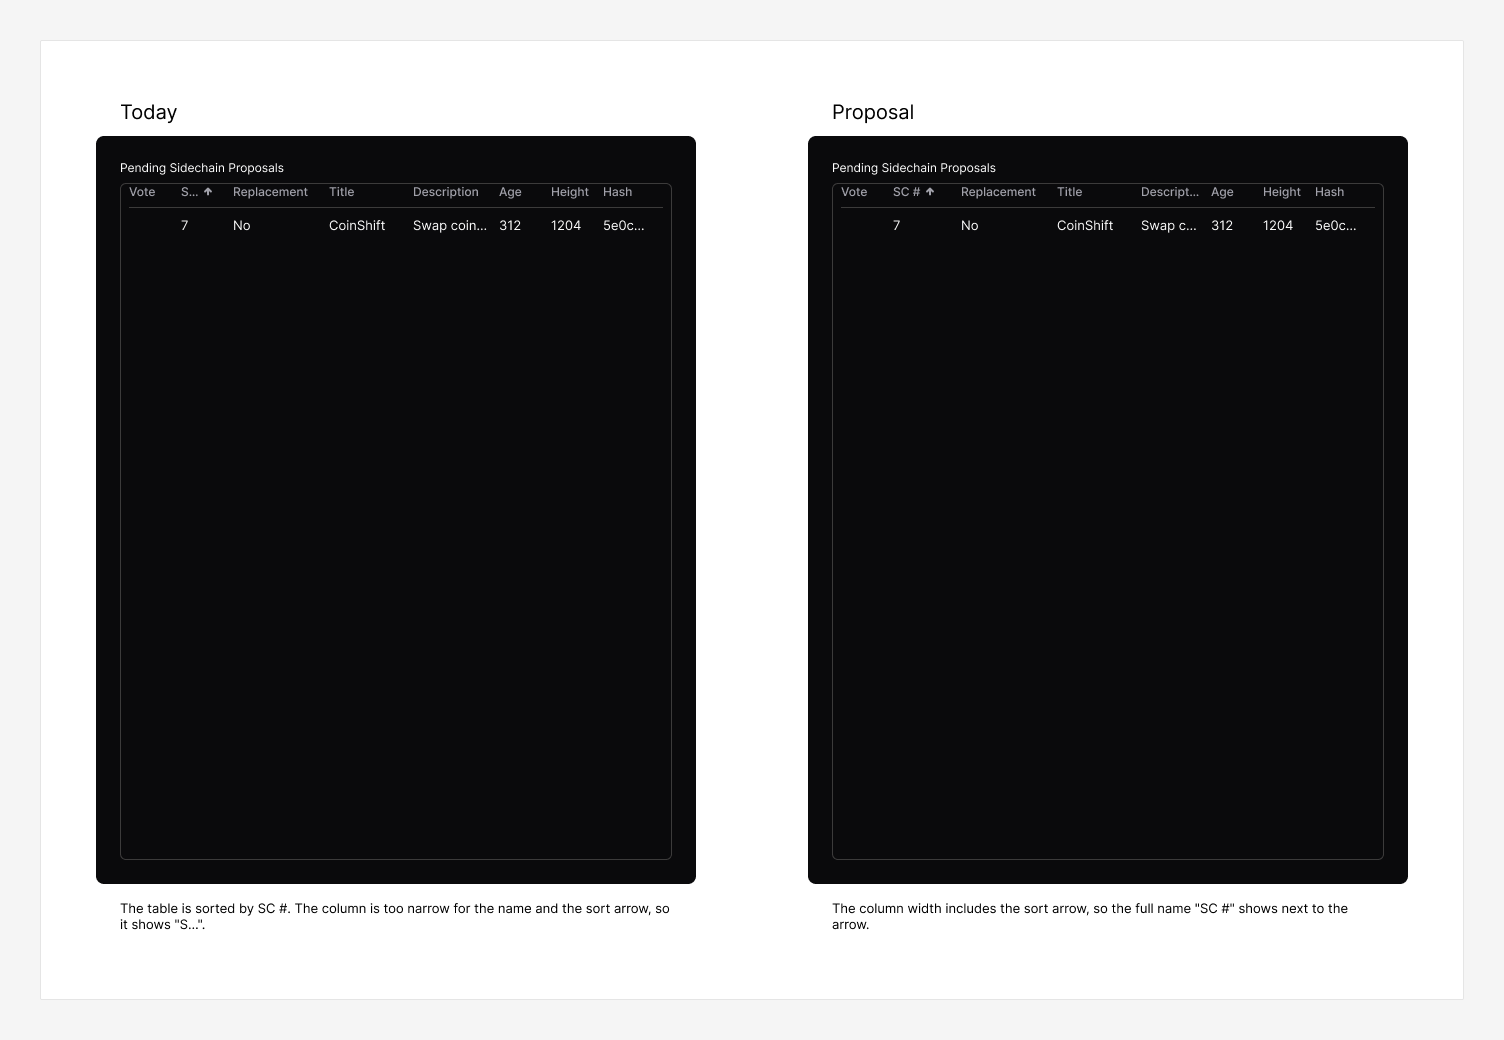 Today
Pending Sidechain Proposals
Vote S... ↑ Replacement Title Description Age Height Hash
7 No CoinShift Swap coin... 312 1204 5e0c...
The table is sorted by SC #. The column is too narrow for the name and the sort arrow, so
it shows "S...".
Proposal
Pending Sidechain Proposals
Vote SC # ↑ Replacement Title Descript... Age Height Hash
7 No CoinShift Swap c... 312 1204 5e0c...
The column width includes the sort arrow, so the full name "SC #" shows next to the
arrow.